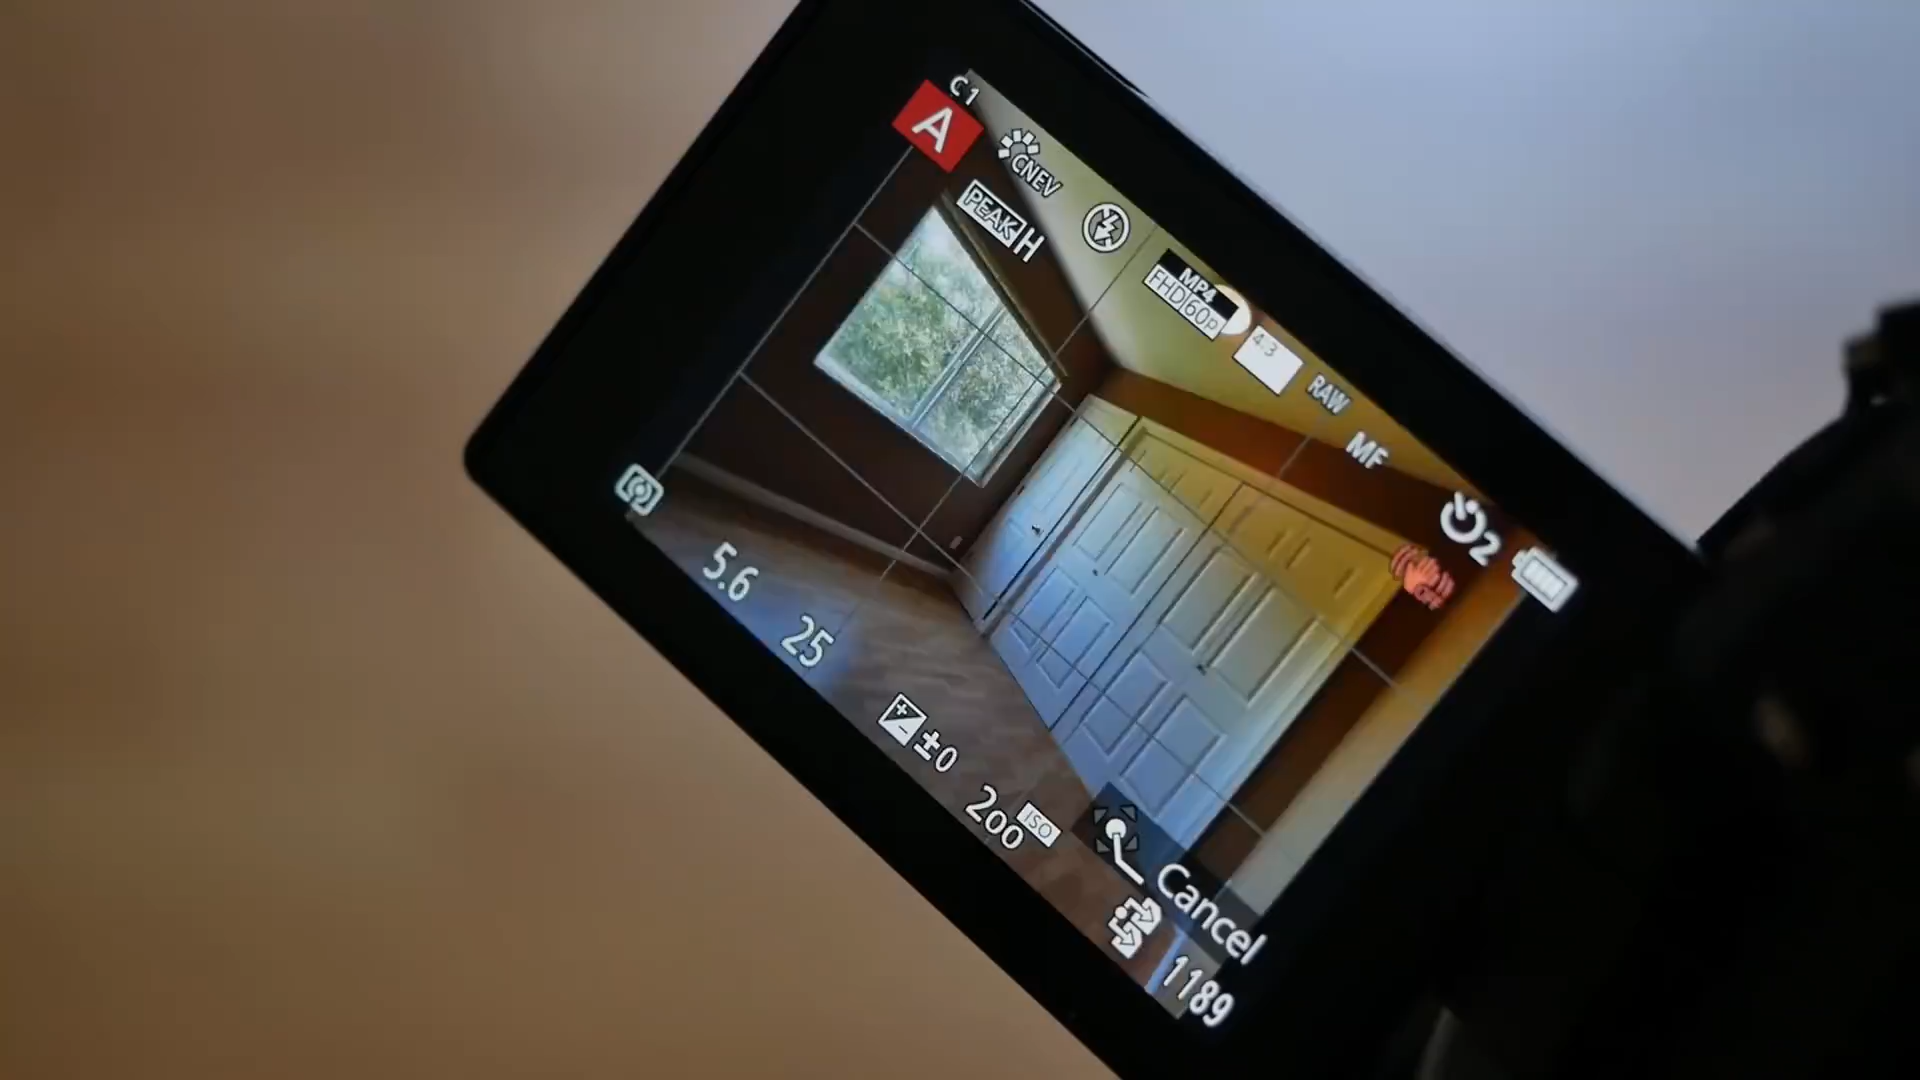 C1
A
CNEV
PEAK H
MP4
FHD 60p
4:3
RAW
MF
2
OFF
5.6
25
±0
ISO
200
Cancel
1189